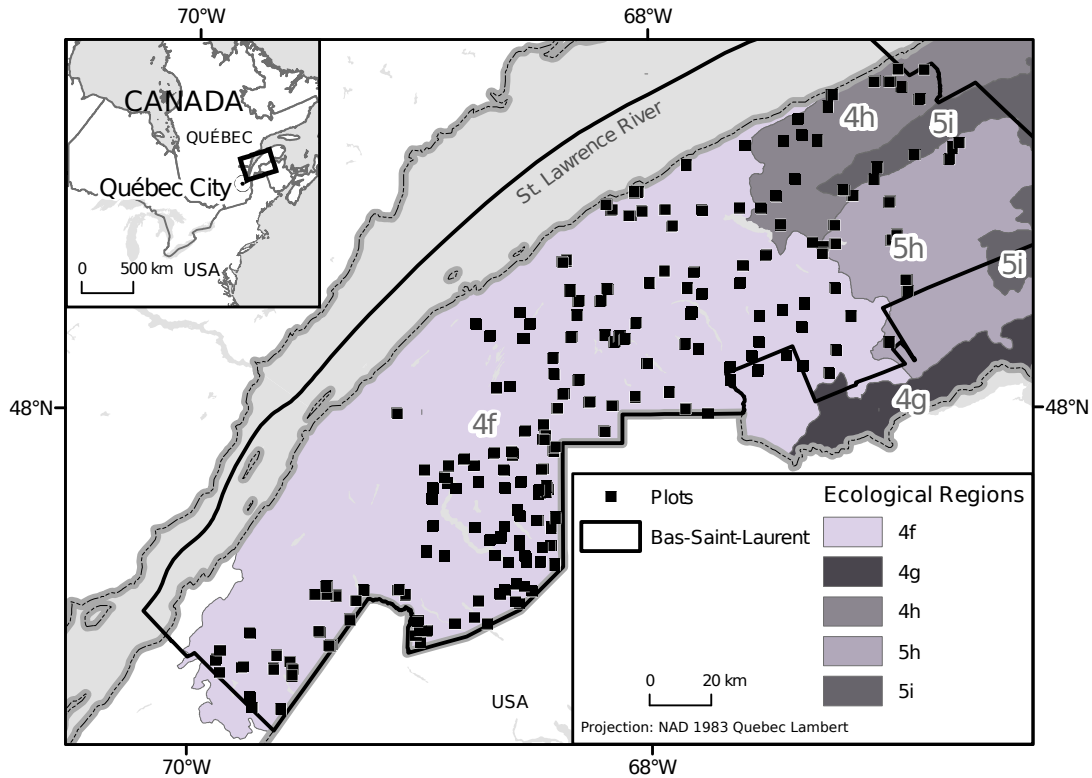 70°W
68°W
CANADA
QUÉBEC
Québec City
0
500 km
USA
St. Lawrence River
4h
5i
5h
5i
48°N
48°N
4g
4f
Plots
Bas-Saint-Laurent
Ecological Regions
4f
4g
4h
5h
5i
0
20 km
USA
Projection: NAD 1983 Quebec Lambert
70°W
68°W